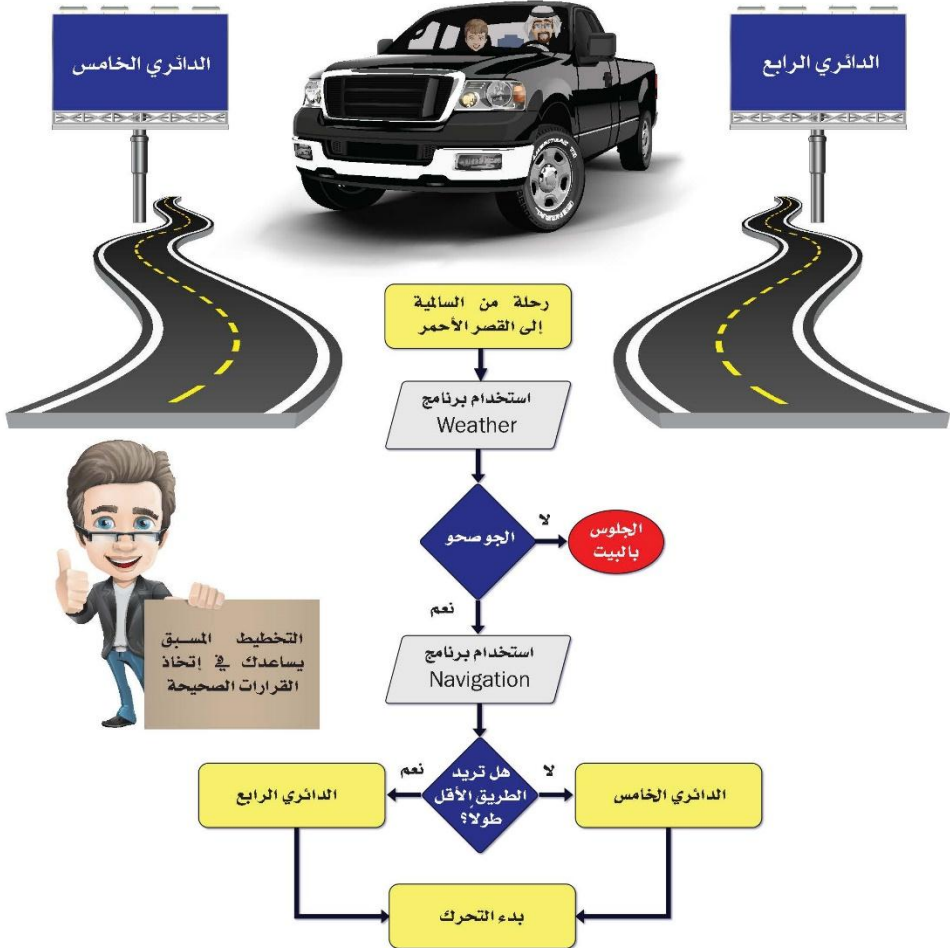 الدائري الرابع
الدائري الخامس
رحلة من السالمية
إلى القصر الأحمر
استخدام برنامج
Weather
الجو صحو
لا
الجلوس
بالبيت
نعم
استخدام برنامج
Navigation
التخطيط المسبق
يساعدك في إتخاذ
القرارات الصحيحة
هل تريد
الطريق الأقل
طولاً؟
لا
نعم
الدائري الخامس
الدائري الرابع
بدء التحرك